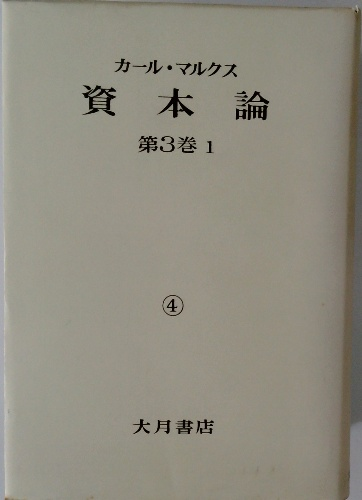 カール・マルクス
資本論
第3巻 1
④
大月書店